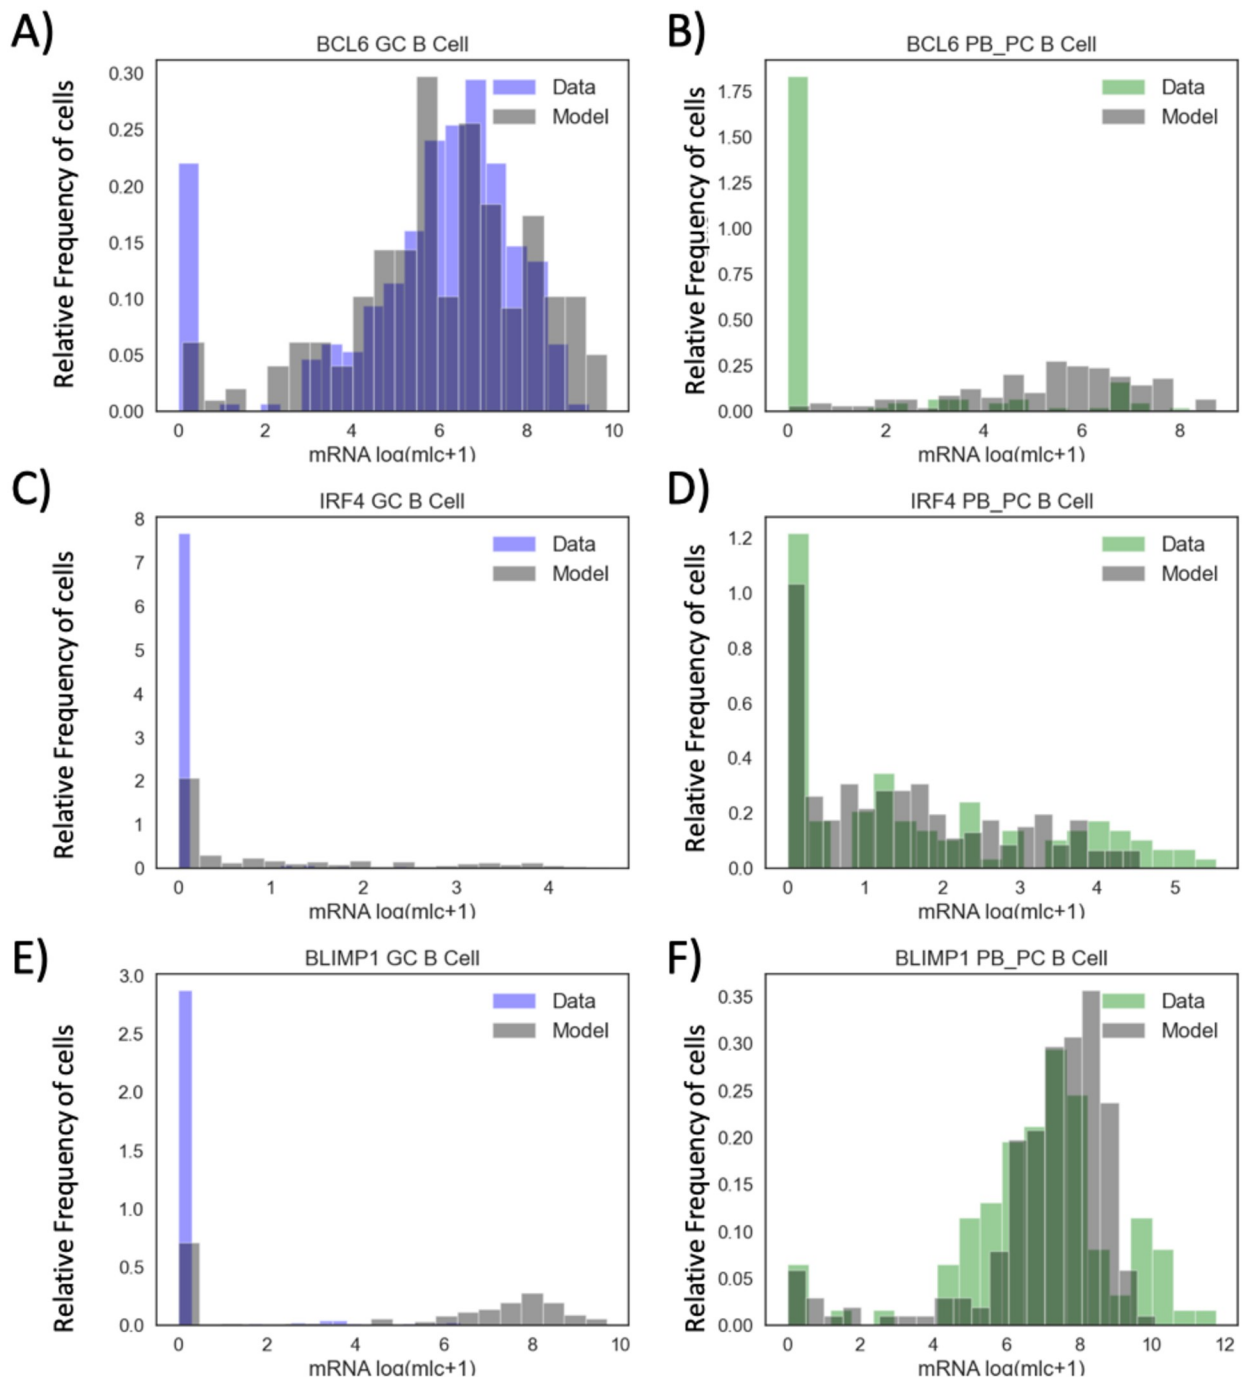 A)
BCL6 GC B Cell
Relative Frequency of cells
0.30
0.25
0.20
0.15
0.10
0.05
0.00
Data
Model
0 2 4 6 8 10
mRNA log(mlc+1)
B)
BCL6 PB_PC B Cell
Relative Frequency of cells
1.75
1.50
1.25
1.00
0.75
0.50
0.25
0.00
Data
Model
0 2 4 6 8
mRNA log(mlc+1)
C)
IRF4 GC B Cell
Relative Frequency of cells
8
7
6
5
4
3
2
1
0
Data
Model
0 1 2 3 4
mRNA log(mlc+1)
D)
IRF4 PB_PC B Cell
Relative Frequency of cells
1.2
1.0
0.8
0.6
0.4
0.2
0.0
Data
Model
0 1 2 3 4 5
mRNA log(mlc+1)
E)
BLIMP1 GC B Cell
Relative Frequency of cells
3.0
2.5
2.0
1.5
1.0
0.5
0.0
Data
Model
0 2 4 6 8 10
mRNA log(mlc+1)
F)
BLIMP1 PB_PC B Cell
Relative Frequency of cells
0.35
0.30
0.25
0.20
0.15
0.10
0.05
0.00
Data
Model
0 2 4 6 8 10 12
mRNA log(mlc+1)